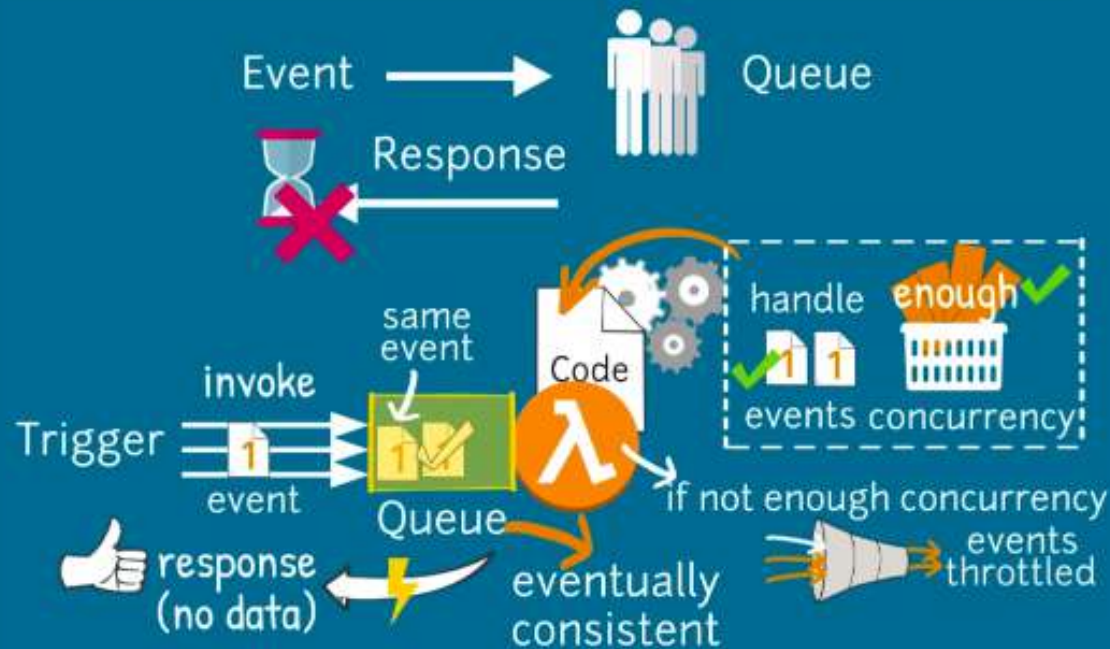 Event
Queue
Response
same
event
Code
handle
enough
1 1
events concurrency
invoke
Trigger
1
event
1 1
λ
Queue
if not enough concurrency
events
throttled
response
(no data)
eventually
consistent